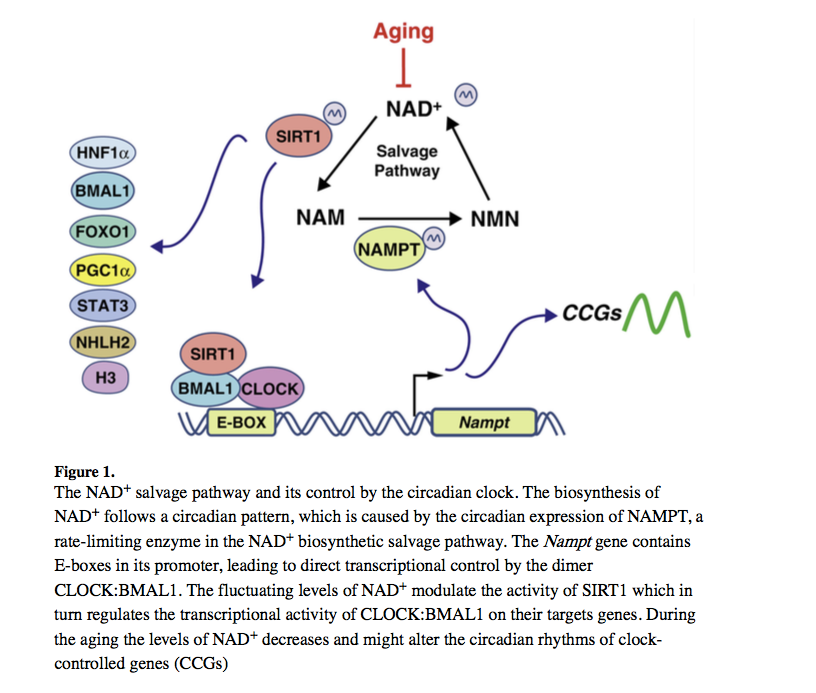 Aging
NAD+
SIRT1
Salvage
Pathway
HNF1α
BMAL1
FOXO1
PGC1α
STAT3
NHLH2
H3
NAM
NMN
NAMPT
CCGs
SIRT1
BMAL1
CLOCK
E-BOX
Nampt
Figure 1.
The NAD+ salvage pathway and its control by the circadian clock. The biosynthesis of
NAD+ follows a circadian pattern, which is caused by the circadian expression of NAMPT, a
rate-limiting enzyme in the NAD+ biosynthetic salvage pathway. The Nampt gene contains
E-boxes in its promoter, leading to direct transcriptional control by the dimer
CLOCK:BMAL1. The fluctuating levels of NAD+ modulate the activity of SIRT1 which in
turn regulates the transcriptional activity of CLOCK:BMAL1 on their targets genes. During
the aging the levels of NAD+ decreases and might alter the circadian rhythms of clock-
controlled genes (CCGs)